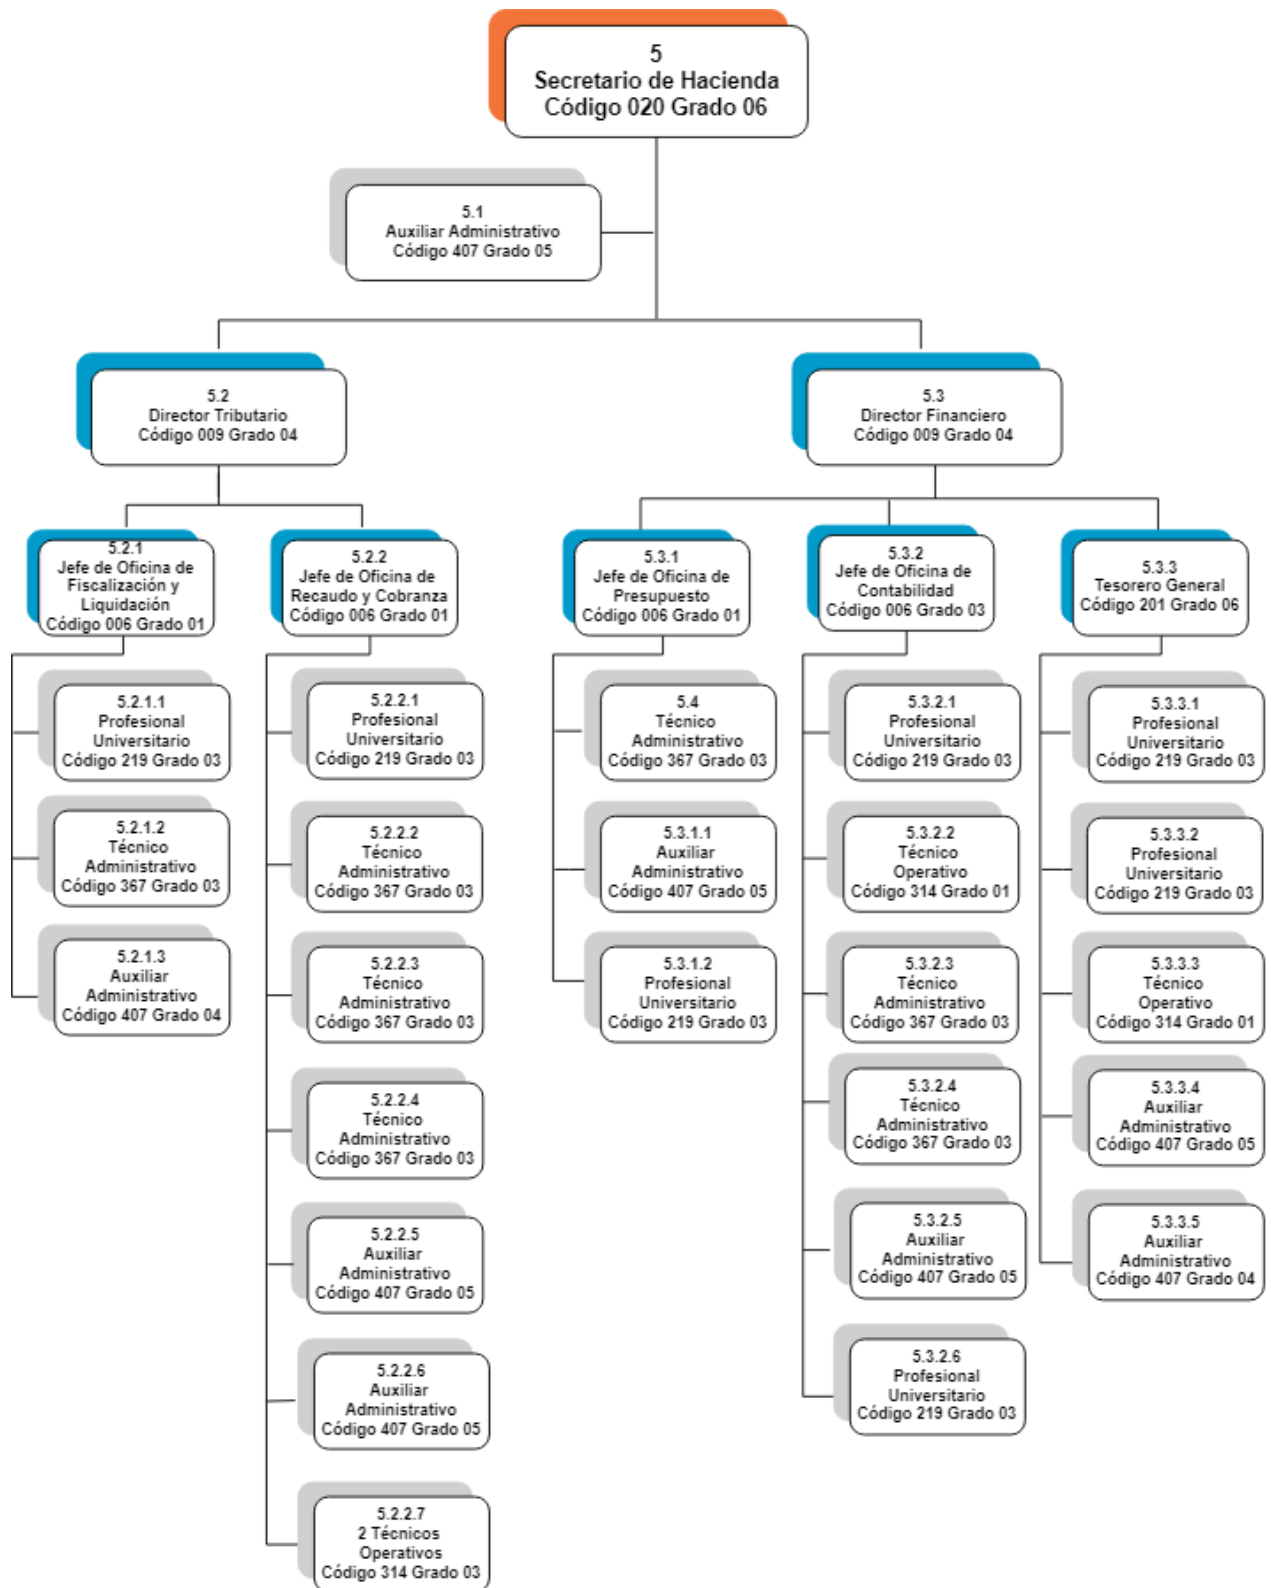 5
Secretario de Hacienda
Código 020 Grado 06
5.1
Auxiliar Administrativo
Código 407 Grado 05
5.2
Director Tributario
Código 009 Grado 04
5.3
Director Financiero
Código 009 Grado 04
5.2.1
Jefe de Oficina de
Fiscalización y
Liquidación
Código 006 Grado 01
5.2.2
Jefe de Oficina de
Recaudo y Cobranza
Código 006 Grado 01
5.3.1
Jefe de Oficina de
Presupuesto
Código 006 Grado 01
5.3.2
Jefe de Oficina de
Contabilidad
Código 006 Grado 03
5.3.3
Tesorero General
Código 201 Grado 06
5.2.1.1
Profesional
Universitario
Código 219 Grado 03
5.2.1.2
Técnico
Administrativo
Código 367 Grado 03
5.2.1.3
Auxiliar
Administrativo
Código 407 Grado 04
5.2.2.1
Profesional
Universitario
Código 219 Grado 03
5.2.2.2
Técnico
Administrativo
Código 367 Grado 03
5.2.2.3
Técnico
Administrativo
Código 367 Grado 03
5.2.2.4
Técnico
Administrativo
Código 367 Grado 03
5.2.2.5
Auxiliar
Administrativo
Código 407 Grado 05
5.2.2.6
Auxiliar
Administrativo
Código 407 Grado 05
5.2.2.7
2 Técnicos
Operativos
Código 314 Grado 03
5.4
Técnico
Administrativo
Código 367 Grado 03
5.3.1.1
Auxiliar
Administrativo
Código 407 Grado 05
5.3.1.2
Profesional
Universitario
Código 219 Grado 03
5.3.2.1
Profesional
Universitario
Código 219 Grado 03
5.3.2.2
Técnico
Operativo
Código 314 Grado 01
5.3.2.3
Técnico
Administrativo
Código 367 Grado 03
5.3.2.4
Técnico
Administrativo
Código 367 Grado 03
5.3.2.5
Auxiliar
Administrativo
Código 407 Grado 05
5.3.2.6
Profesional
Universitario
Código 219 Grado 03
5.3.3.1
Profesional
Universitario
Código 219 Grado 03
5.3.3.2
Profesional
Universitario
Código 219 Grado 03
5.3.3.3
Técnico
Operativo
Código 314 Grado 01
5.3.3.4
Auxiliar
Administrativo
Código 407 Grado 05
5.3.3.5
Auxiliar
Administrativo
Código 407 Grado 04